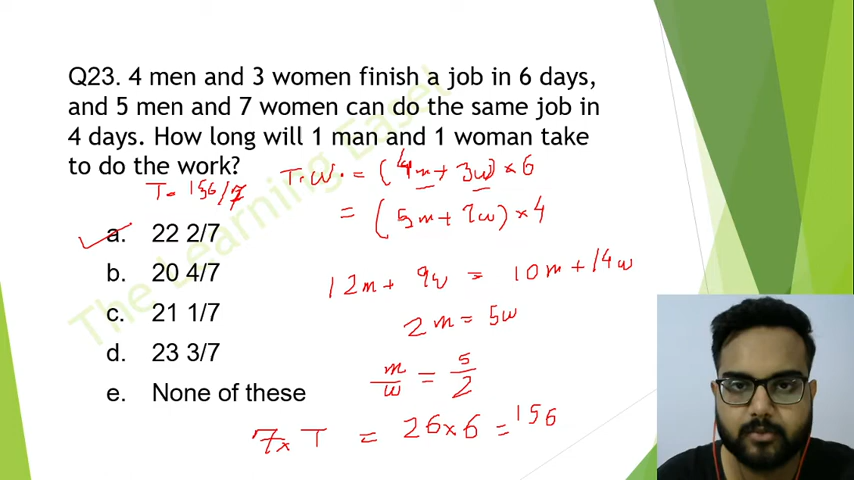 Q23. 4 men and 3 women finish a job in 6 days,
and 5 men and 7 women can do the same job in
4 days. How long will 1 man and 1 woman take
to do the work?
T.W. = (4m + 3w) × 6
T = 156/7
= (5m + 7w) × 4
a. 22 2/7
b. 20 4/7
c. 21 1/7
d. 23 3/7
e. None of these
12m + 9w = 10m + 14w
2m = 5w
m/w = 5/2
7 × T = 26 × 6 = 156
The Learning Easel